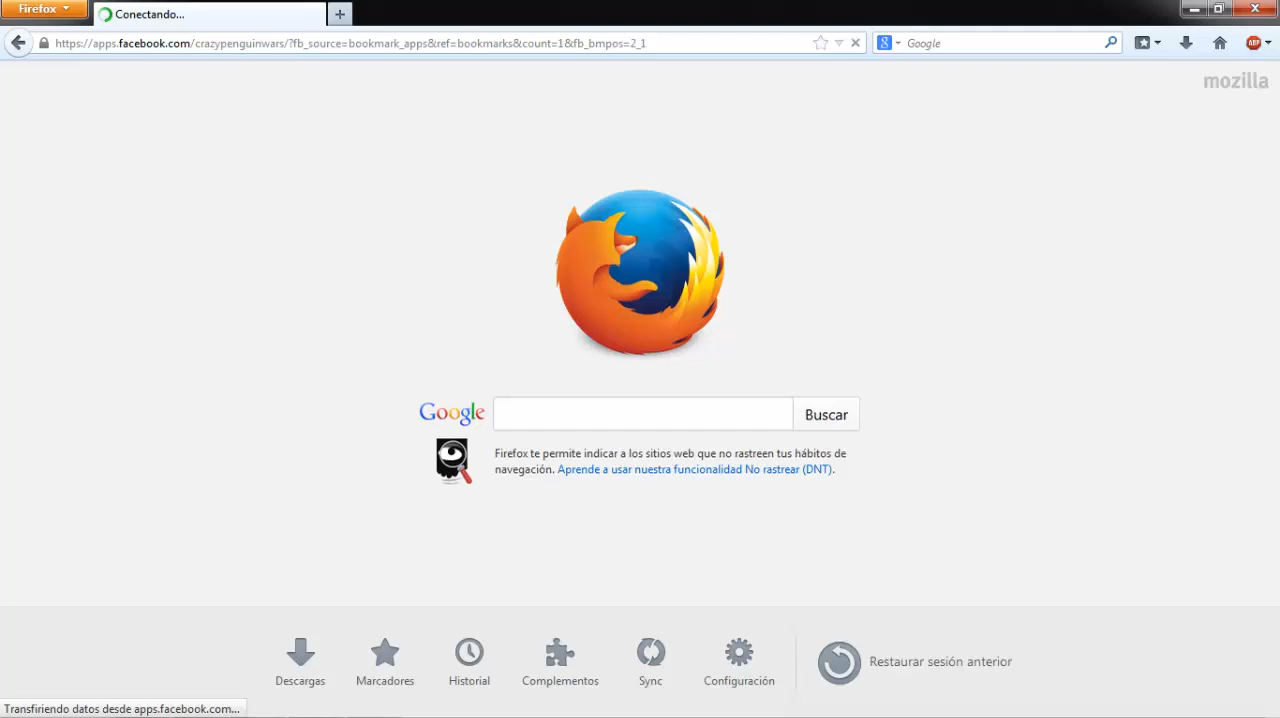 Firefox
Conectando...
https://apps.facebook.com/crazypenguinwars/?fb_source=bookmark_apps&ref=bookmarks&count=1&fb_bmpos=2_1
8
Google
ABP
mozilla
Google
Buscar
Firefox te permite indicar a los sitios web que no rastreen tus hábitos de
navegación. Aprende a usar nuestra funcionalidad No rastrear (DNT).
Descargas
Marcadores
Historial
Complementos
Sync
Configuración
Restaurar sesión anterior
Transfiriendo datos desde apps.facebook.com...